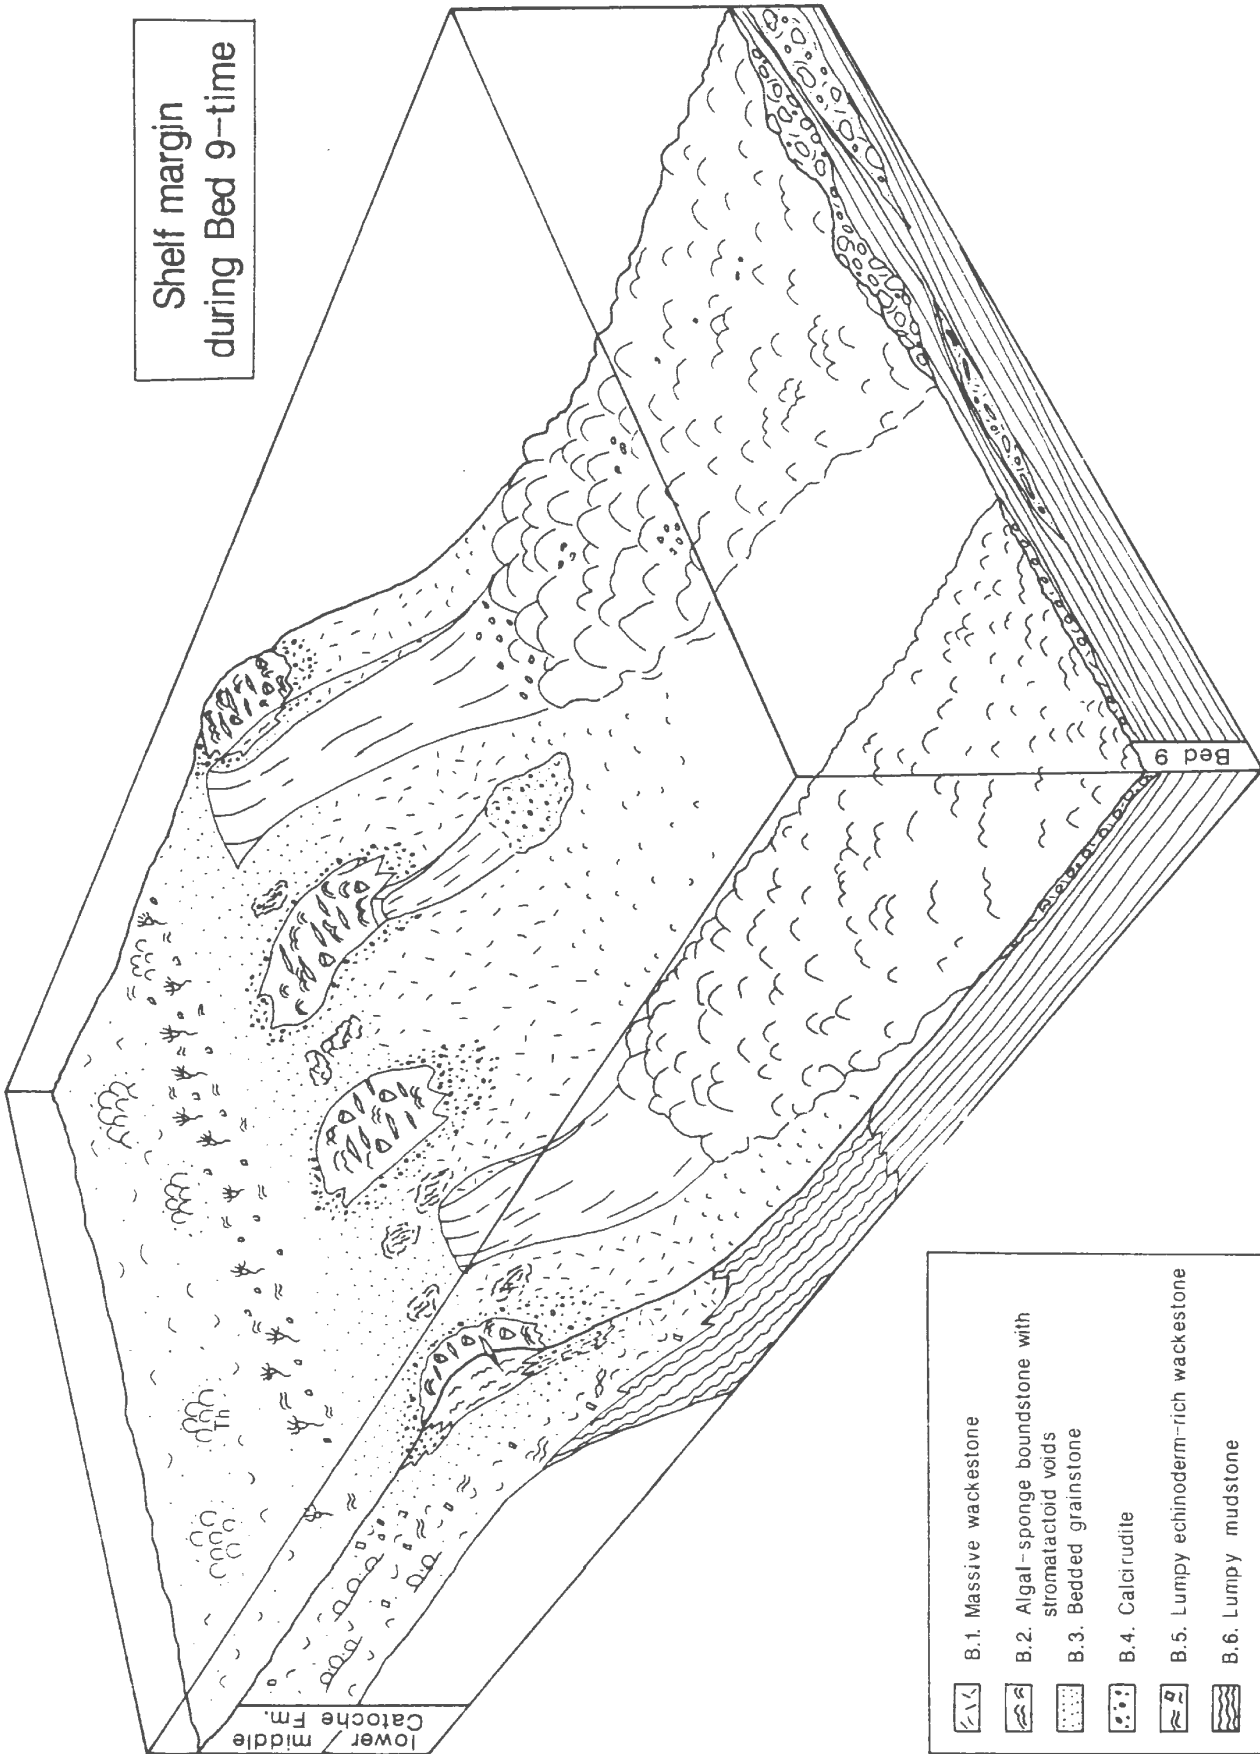 Shelf margin
during Bed 9-time
Th
lower / middle
Catoche Fm.
Bed 9
B.1. Massive wackestone
B.2. Algal-sponge boundstone with
stromatactoid voids
B.3. Bedded grainstone
B.4. Calcirudite
B.5. Lumpy echinoderm-rich wackestone
B.6. Lumpy mudstone